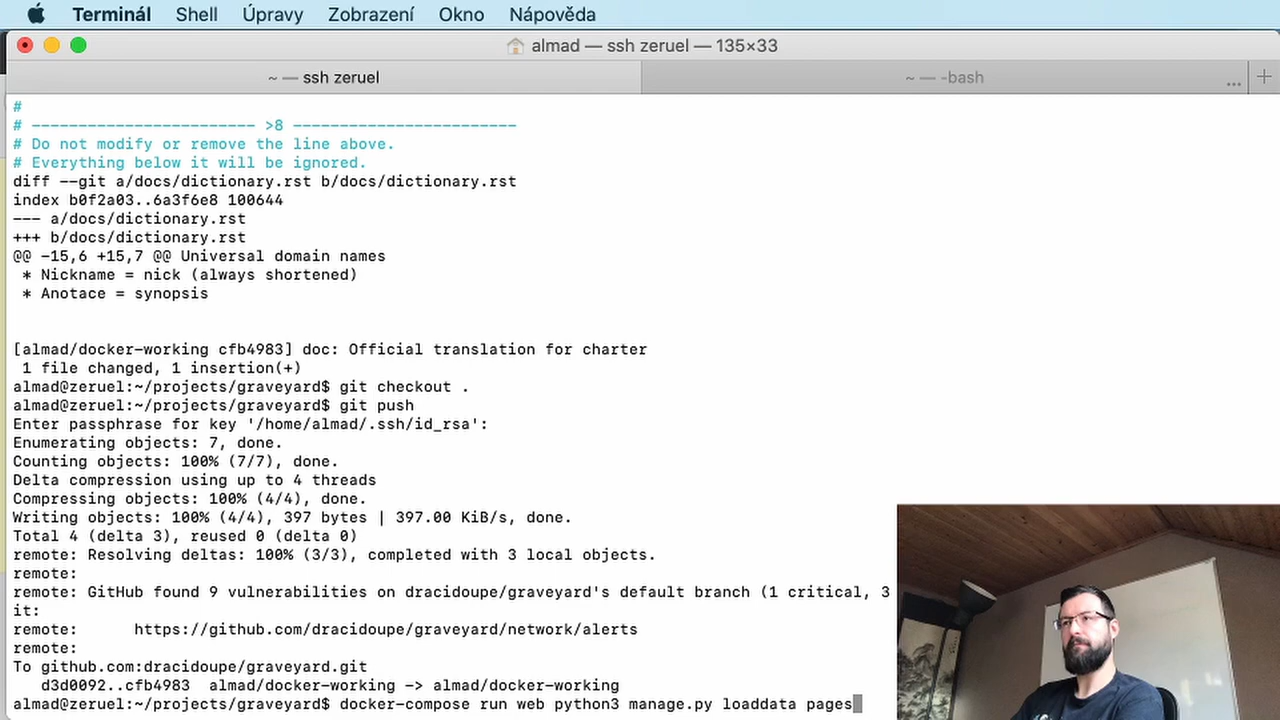 Terminál Shell Úpravy Zobrazení Okno Nápověda
almad — ssh zeruel — 135×33
~ — ssh zeruel ~ — -bash ... +
#
# ------------------------ >8 ------------------------
# Do not modify or remove the line above.
# Everything below it will be ignored.
diff --git a/docs/dictionary.rst b/docs/dictionary.rst
index b0f2a03..6a3f6e8 100644
--- a/docs/dictionary.rst
+++ b/docs/dictionary.rst
@@ -15,6 +15,7 @@ Universal domain names
 * Nickname = nick (always shortened)
 * Anotace = synopsis
[almad/docker-working cfb4983] doc: Official translation for charter
 1 file changed, 1 insertion(+)
almad@zeruel:~/projects/graveyard$ git checkout .
almad@zeruel:~/projects/graveyard$ git push
Enter passphrase for key '/home/almad/.ssh/id_rsa':
Enumerating objects: 7, done.
Counting objects: 100% (7/7), done.
Delta compression using up to 4 threads
Compressing objects: 100% (4/4), done.
Writing objects: 100% (4/4), 397 bytes | 397.00 KiB/s, done.
Total 4 (delta 3), reused 0 (delta 0)
remote: Resolving deltas: 100% (3/3), completed with 3 local objects.
remote:
remote: GitHub found 9 vulnerabilities on dracidoupe/graveyard's default branch (1 critical, 3
it:
remote:      https://github.com/dracidoupe/graveyard/network/alerts
remote:
To github.com:dracidoupe/graveyard.git
   d3d0092..cfb4983  almad/docker-working -> almad/docker-working
almad@zeruel:~/projects/graveyard$ docker-compose run web python3 manage.py loaddata pages